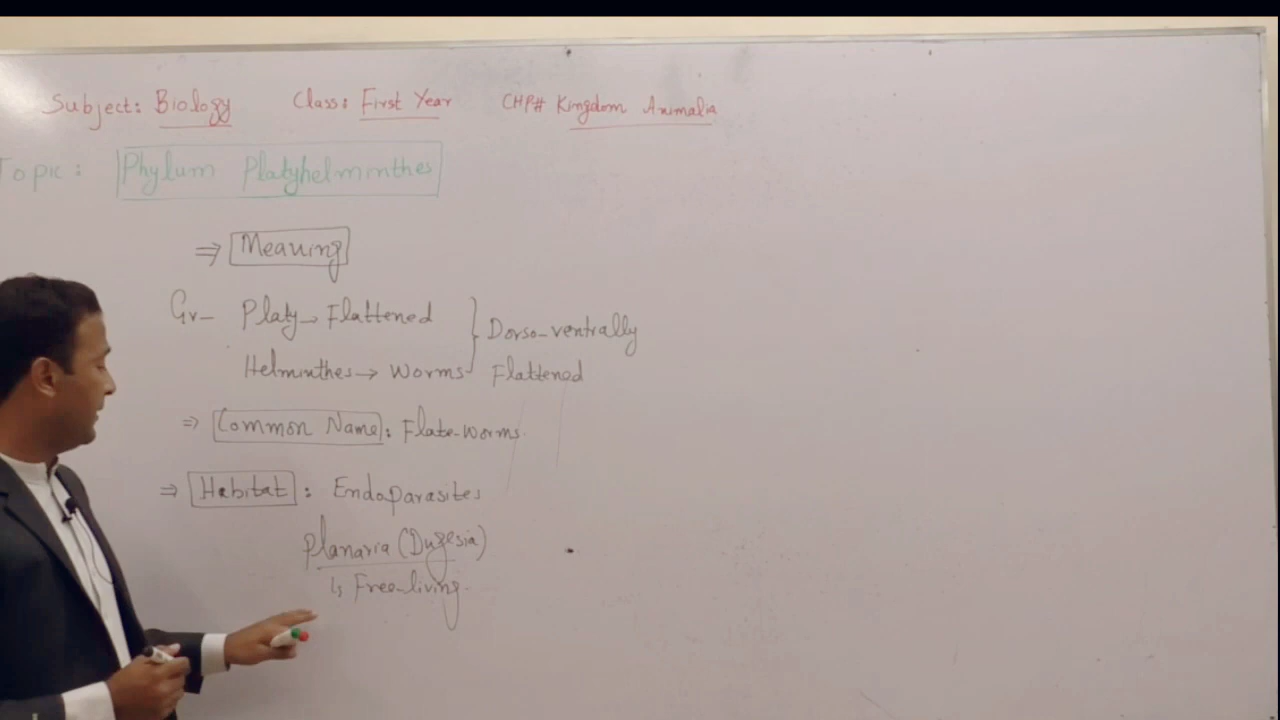 Subject: Biology Class: First Year CHP# Kingdom Animalia
Topic: Phylum Platyhelminthes
⇒ Meaning
Gr- Platy → Flattened } Dorso-ventrally
Helminthes → Worms Flattened
⇒ Common Name: Flate-Worms.
⇒ Habitat: Endoparasites
Planaria (Dugesia)
is Free-living.